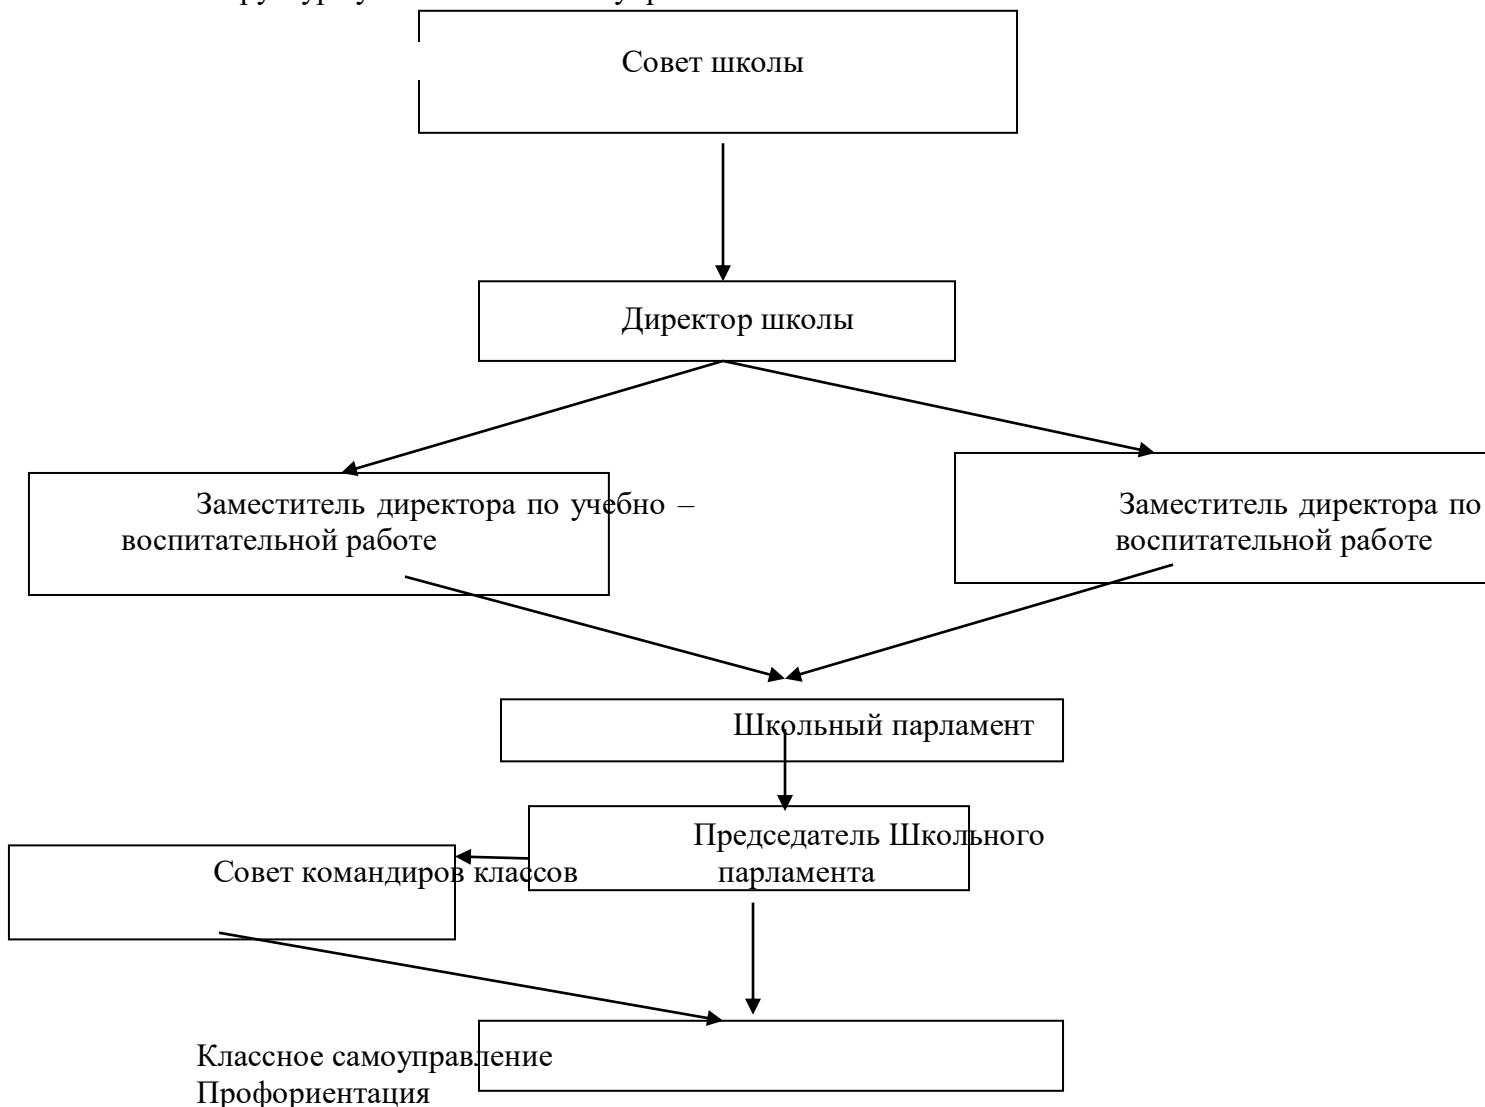 Совет школы
Директор школы
Заместитель директора по учебно –
воспитательной работе
Заместитель директора по
воспитательной работе
Школьный парламент
Председатель Школьного
парламента
Совет командиров классов
Классное самоуправление
Профориентация